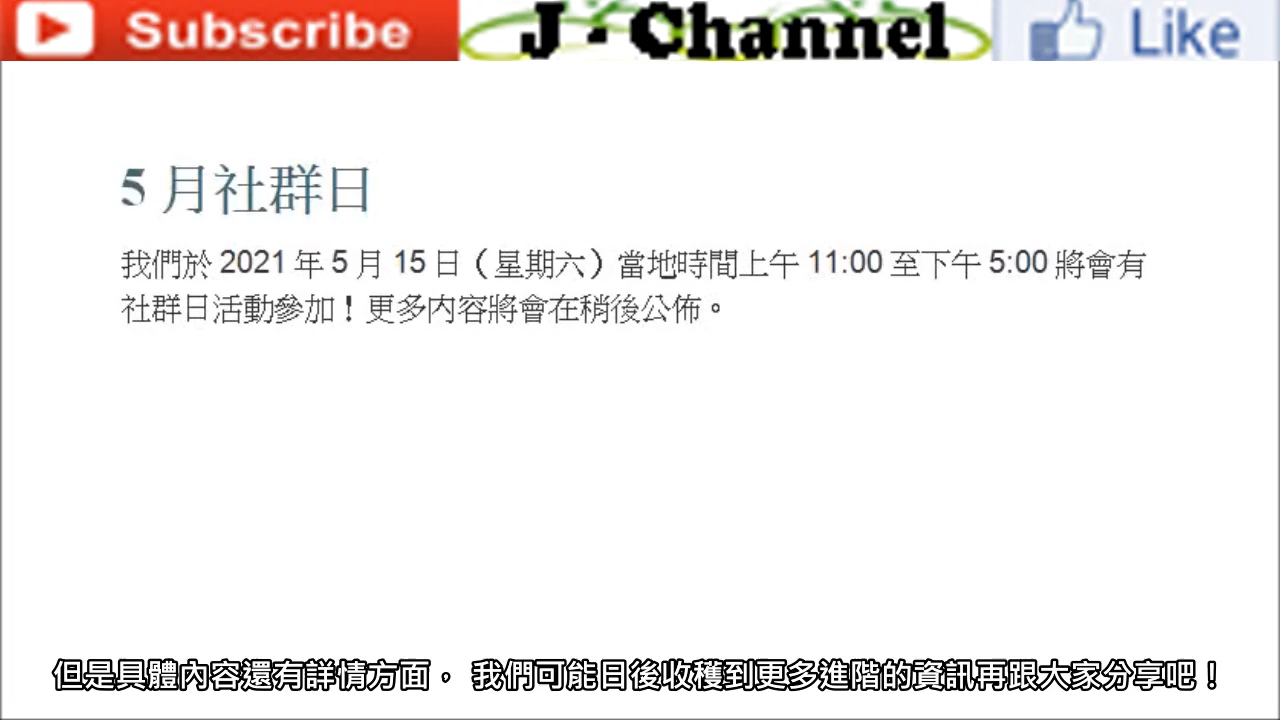 Subscribe
J·Channel
Like
5 月社群日
我們於 2021 年 5 月 15 日（星期六）當地時間上午 11:00 至下午 5:00 將會有
社群日活動參加！更多內容將會在稍後公佈。
但是具體內容還有詳情方面， 我們可能日後收穫到更多進階的資訊再跟大家分享吧！